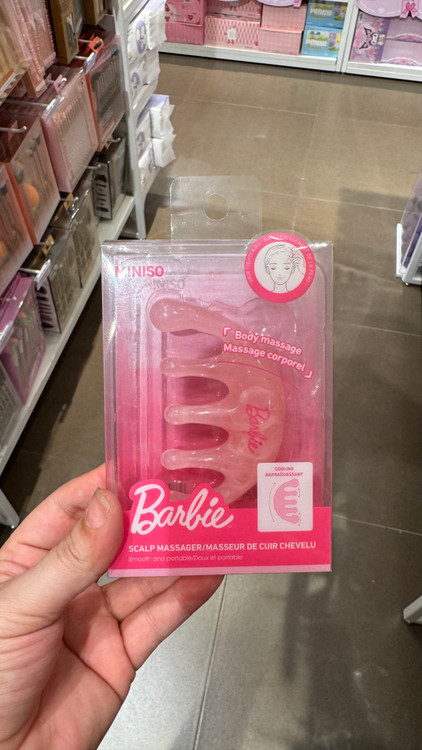 MINISO
INISO
Body massage
Massage corporel
Barbie
COOLING
RAFRAÎCHISSANT
Barbie
SCALP MASSAGER/MASSEUR DE CUIR CHEVELU
Smooth and portable/Doux et portable